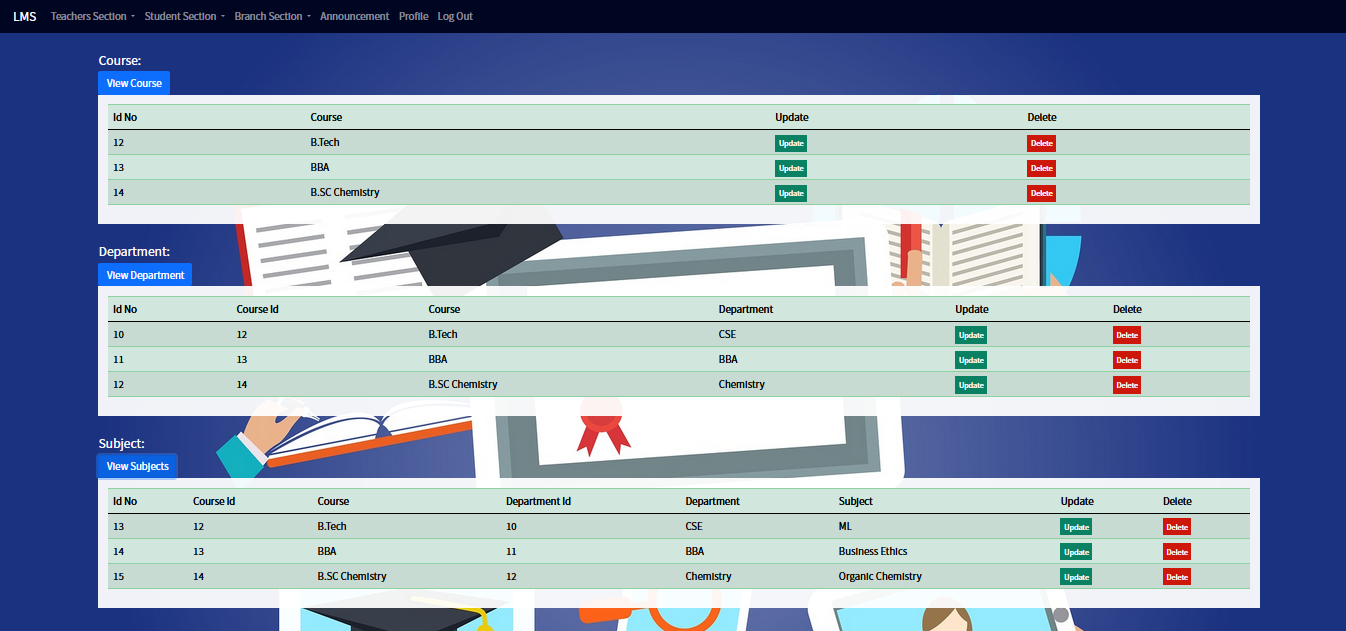 LMS Teachers Section Student Section Branch Section Announcement Profile Log Out
Course:
View Course
Id No Course Update Delete
12 B.Tech Update Delete
13 BBA Update Delete
14 B.SC Chemistry Update Delete
Department:
View Department
Id No Course Id Course Department Update Delete
10 12 B.Tech CSE Update Delete
11 13 BBA BBA Update Delete
12 14 B.SC Chemistry Chemistry Update Delete
Subject:
View Subjects
Id No Course Id Course Department Id Department Subject Update Delete
13 12 B.Tech 10 CSE ML Update Delete
14 13 BBA 11 BBA Business Ethics Update Delete
15 14 B.SC Chemistry 12 Chemistry Organic Chemistry Update Delete